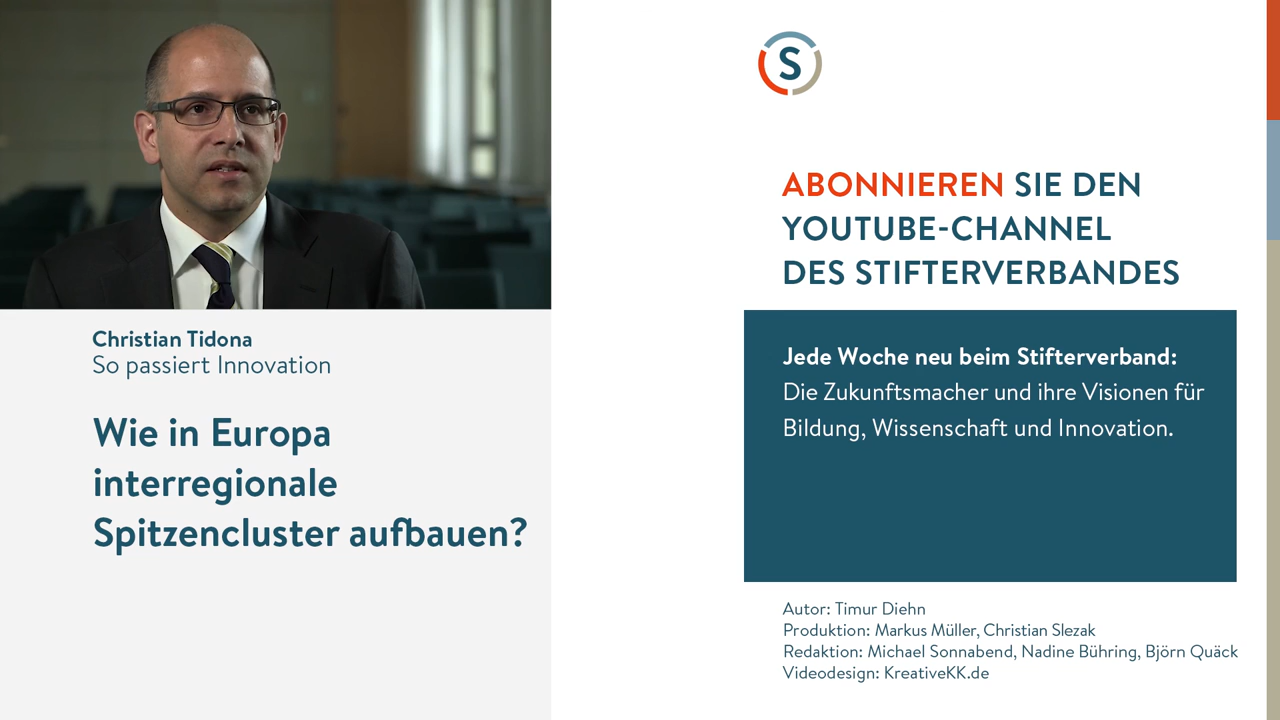 Christian Tidona
So passiert Innovation
Wie in Europa
interregionale
Spitzencluster aufbauen?
S
ABONNIEREN SIE DEN
YOUTUBE-CHANNEL
DES STIFTERVERBANDES
Jede Woche neu beim Stifterverband:
Die Zukunftsmacher und ihre Visionen für
Bildung, Wissenschaft und Innovation.
Autor: Timur Diehn
Produktion: Markus Müller, Christian Slezak
Redaktion: Michael Sonnabend, Nadine Bühring, Björn Quäck
Videodesign: KreativeKK.de